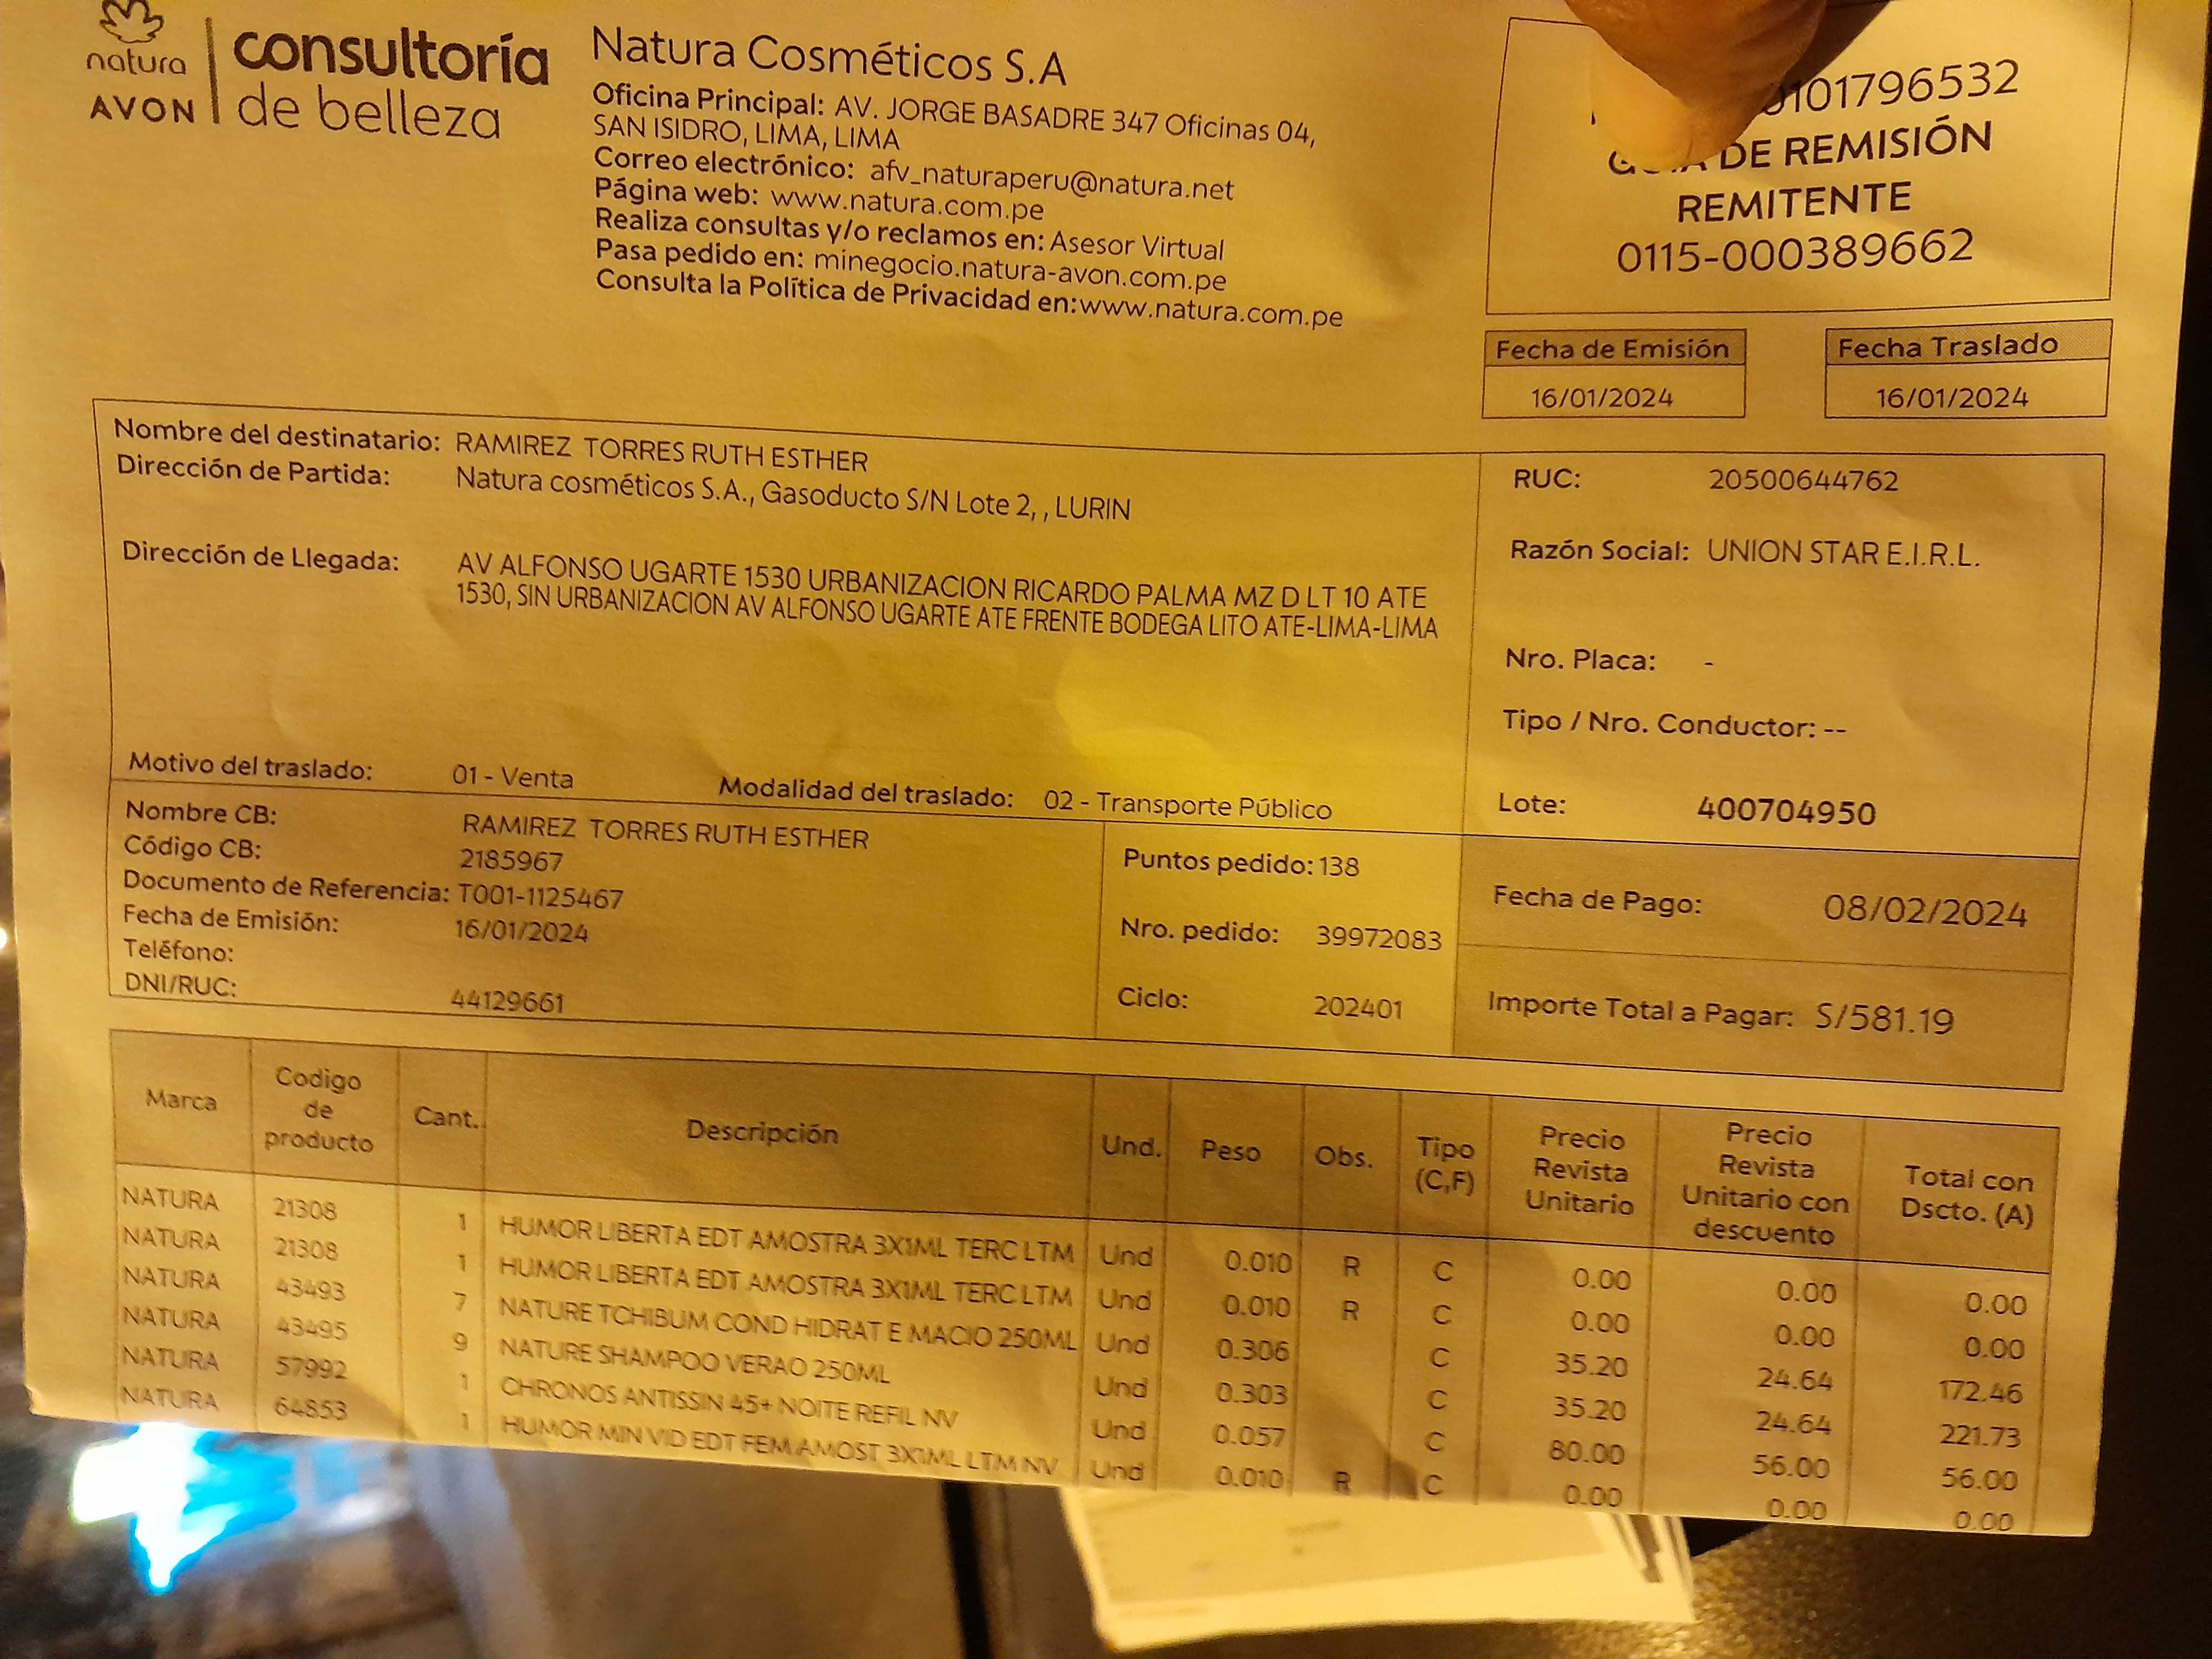 natura
AVON
consultoría
de belleza
Natura Cosméticos S.A
Oficina Principal: AV. JORGE BASADRE 347 Oficinas 04,
SAN ISIDRO, LIMA, LIMA
Correo electrónico: afv_naturaperu@natura.net
Página web: www.natura.com.pe
Realiza consultas y/o reclamos en: Asesor Virtual
Pasa pedido en: minegocio.natura-avon.com.pe
Consulta la Política de Privacidad en:www.natura.com.pe
0101796532
GUIA DE REMISIÓN
REMITENTE
0115-000389662
Fecha de Emisión Fecha Traslado
16/01/2024 16/01/2024
Nombre del destinatario: RAMIREZ TORRES RUTH ESTHER
Dirección de Partida: Natura cosméticos S.A., Gasoducto S/N Lote 2, , LURIN
Dirección de Llegada: AV ALFONSO UGARTE 1530 URBANIZACION RICARDO PALMA MZ D LT 10 ATE
1530, SIN URBANIZACION AV ALFONSO UGARTE ATE FRENTE BODEGA LITO ATE-LIMA-LIMA
Motivo del traslado: 01 - Venta Modalidad del traslado: 02 - Transporte Público
RUC: 20500644762
Razón Social: UNION STAR E.I.R.L.
Nro. Placa: -
Tipo / Nro. Conductor: --
Lote: 400704950
Nombre CB: RAMIREZ TORRES RUTH ESTHER
Código CB: 2185967
Documento de Referencia: T001-1125467
Fecha de Emisión: 16/01/2024
Teléfono:
DNI/RUC: 44129661
Puntos pedido: 138
Nro. pedido: 39972083
Ciclo: 202401
Fecha de Pago: 08/02/2024
Importe Total a Pagar: S/581.19
Marca Codigo de producto Cant. Descripción Und. Peso Obs. Tipo (C,F) Precio Revista Unitario Precio Revista Unitario con descuento Total con Dscto. (A)
NATURA 21308 1 HUMOR LIBERTA EDT AMOSTRA 3X1ML TERC LTM Und 0.010 R C 0.00 0.00 0.00
NATURA 21308 1 HUMOR LIBERTA EDT AMOSTRA 3X1ML TERC LTM Und 0.010 R C 0.00 0.00 0.00
NATURA 43493 7 NATURE TCHIBUM COND HIDRAT E MACIO 250ML Und 0.306 C 35.20 24.64 172.46
NATURA 43495 9 NATURE SHAMPOO VERAO 250ML Und 0.303 C 35.20 24.64 221.73
NATURA 57992 1 CHRONOS ANTISSIN 45+ NOITE REFIL NV Und 0.057 C 80.00 56.00 56.00
NATURA 64853 1 HUMOR MIN VID EDT FEM AMOST 3X1ML LTM NV Und 0.010 R C 0.00 0.00 0.00